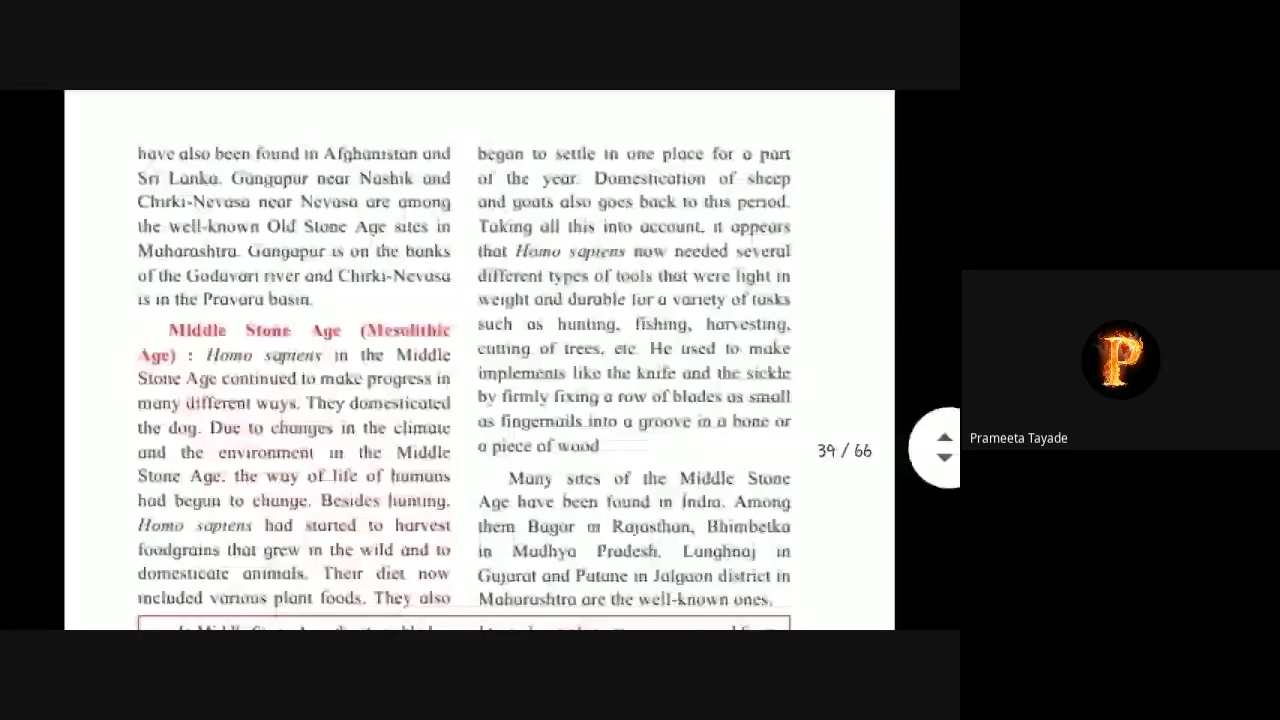 have also been found in Afghanistan and
Sri Lanka. Gangapur near Nashik and
Chirki-Nevasa near Nevasa are among
the well-known Old Stone Age sites in
Maharashtra. Gangapur is on the banks
of the Godavari river and Chirki-Nevasa
is in the Pravara basin.
Middle Stone Age (Mesolithic
Age) : Homo sapiens in the Middle
Stone Age continued to make progress in
many different ways. They domesticated
the dog. Due to changes in the climate
and the environment in the Middle
Stone Age, the way of life of humans
had begun to change. Besides hunting,
Homo sapiens had started to harvest
foodgrains that grew in the wild and to
domesticate animals. Their diet now
included various plant foods. They also
began to settle in one place for a part
of the year. Domestication of sheep
and goats also goes back to this period.
Taking all this into account, it appears
that Homo sapiens now needed several
different types of tools that were light in
weight and durable for a variety of tasks
such as hunting, fishing, harvesting,
cutting of trees, etc. He used to make
implements like the knife and the sickle
by firmly fixing a row of blades as small
as fingernails into a groove in a bone or
a piece of wood
Many sites of the Middle Stone
Age have been found in India. Among
them Bagor in Rajasthan, Bhimbetka
in Madhya Pradesh, Langhnaj in
Gujarat and Patane in Jalgaon district in
Maharashtra are the well-known ones.
39 / 66
P
Prameeta Tayade